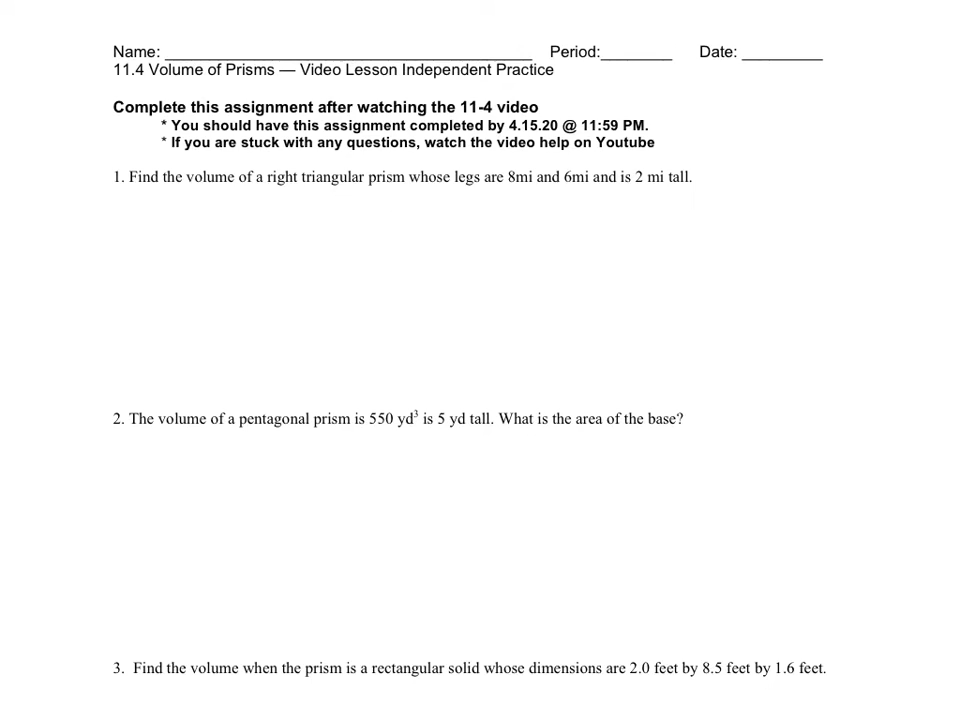 Name: __________________________________________ Period:________ Date: _________
11.4 Volume of Prisms — Video Lesson Independent Practice
Complete this assignment after watching the 11-4 video
* You should have this assignment completed by 4.15.20 @ 11:59 PM.
* If you are stuck with any questions, watch the video help on Youtube
1. Find the volume of a right triangular prism whose legs are 8mi and 6mi and is 2 mi tall.
2. The volume of a pentagonal prism is 550 yd³ is 5 yd tall. What is the area of the base?
3. Find the volume when the prism is a rectangular solid whose dimensions are 2.0 feet by 8.5 feet by 1.6 feet.